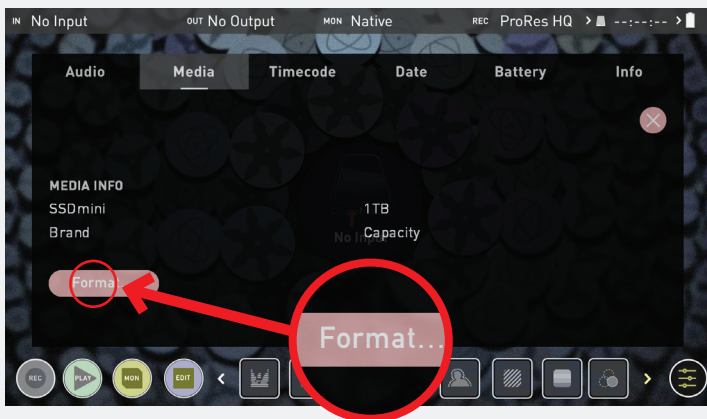 IN No Input OUT No Output MON Native REC ProRes HQ > --:--:-- >
Audio Media Timecode Date Battery Info
MEDIA INFO
SSDmini 1TB
Brand Capacity
No Input
Format...
Format...
REC PLAY MON EDIT